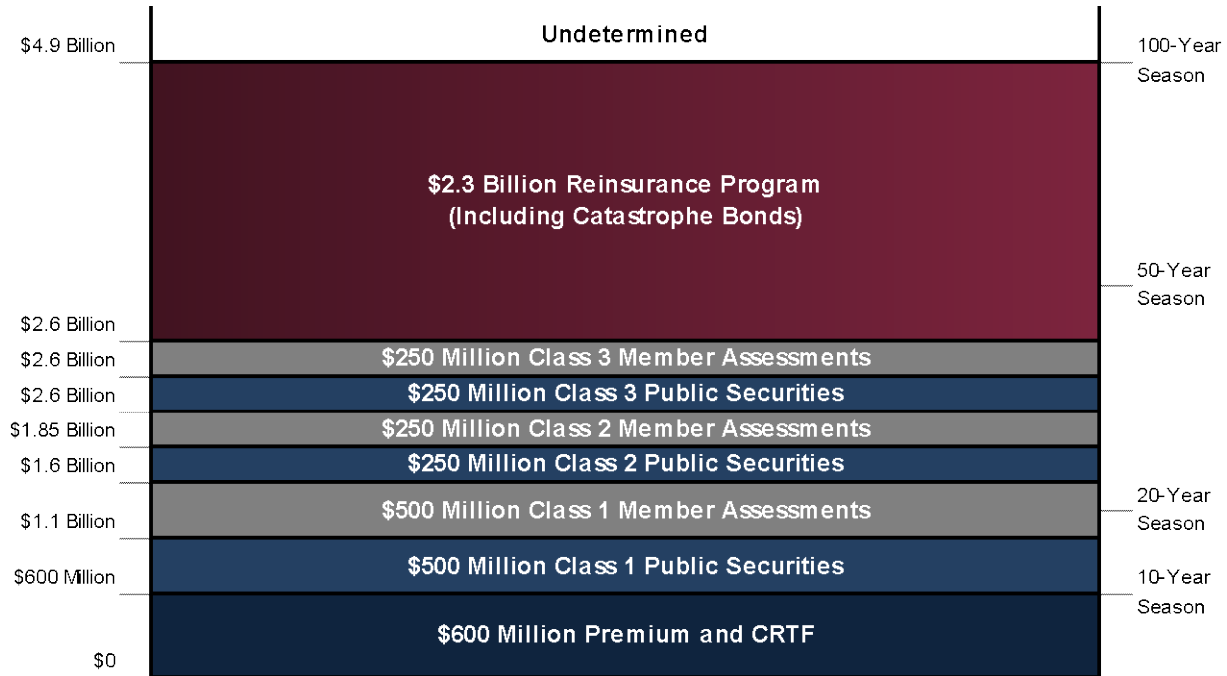 Undetermined
$4.9 Billion
100-Year
Season
$2.3 Billion Reinsurance Program
(Including Catastrophe Bonds)
50-Year
Season
$2.6 Billion
$2.6 Billion
$250 Million Class 3 Member Assessments
$2.6 Billion
$250 Million Class 3 Public Securities
$1.85 Billion
$250 Million Class 2 Member Assessments
$1.6 Billion
$250 Million Class 2 Public Securities
20-Year
Season
$500 Million Class 1 Member Assessments
$1.1 Billion
$500 Million Class 1 Public Securities
$600 Million
10-Year
Season
$600 Million Premium and CRTF
$0